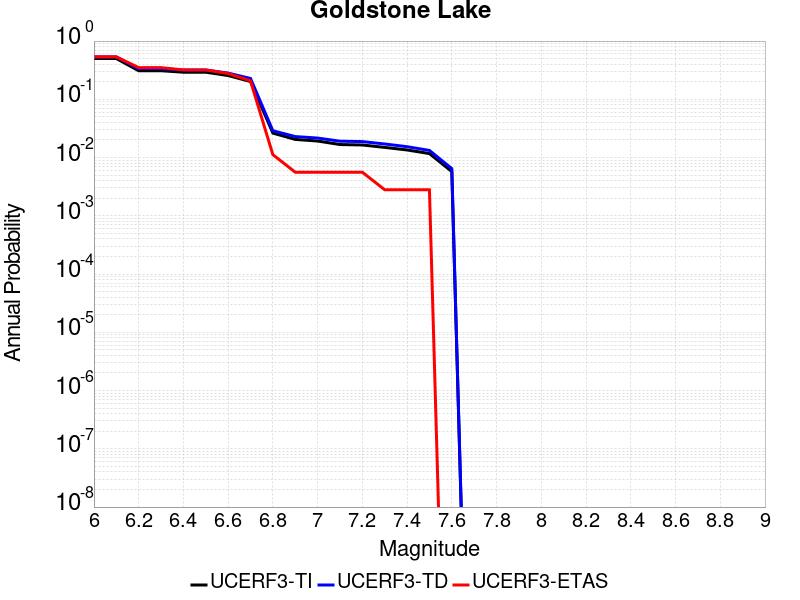 Goldstone Lake
10^0
10^-1
10^-2
10^-3
10^-4
10^-5
10^-6
10^-7
10^-8
Annual Probability
6 6.2 6.4 6.6 6.8 7 7.2 7.4 7.6 7.8 8 8.2 8.4 8.6 8.8 9
Magnitude
UCERF3-TI UCERF3-TD UCERF3-ETAS